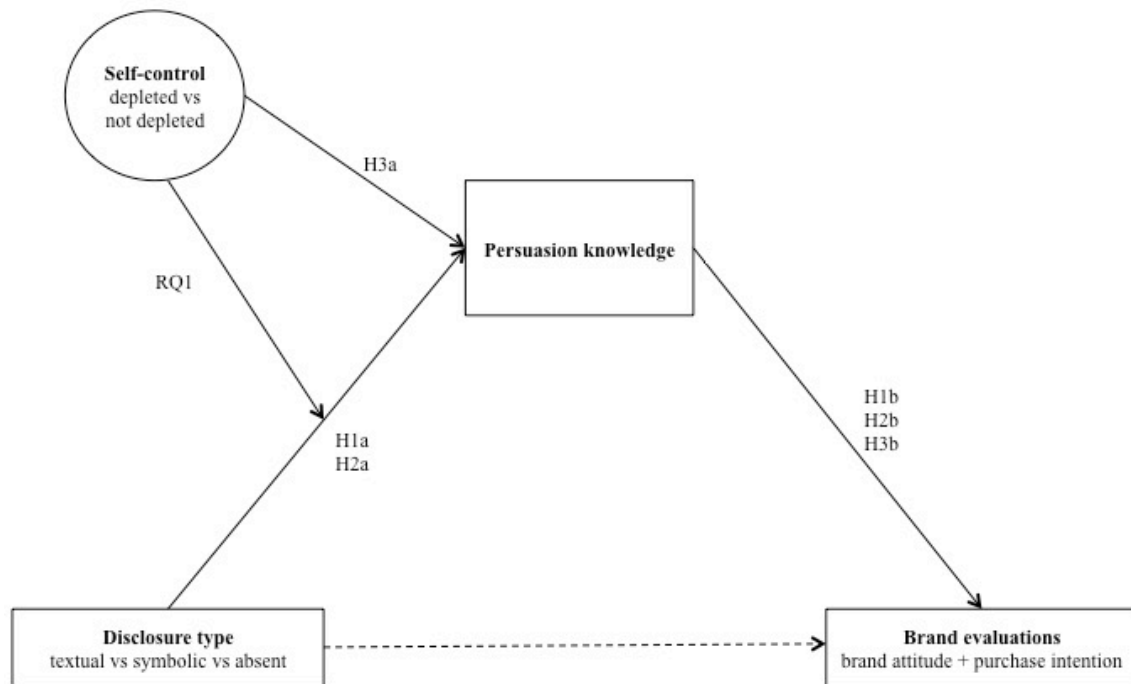 Self-control
depleted vs
not depleted
H3a
Persuasion knowledge
RQ1
H1a
H2a
H1b
H2b
H3b
Disclosure type
textual vs symbolic vs absent
Brand evaluations
brand attitude + purchase intention